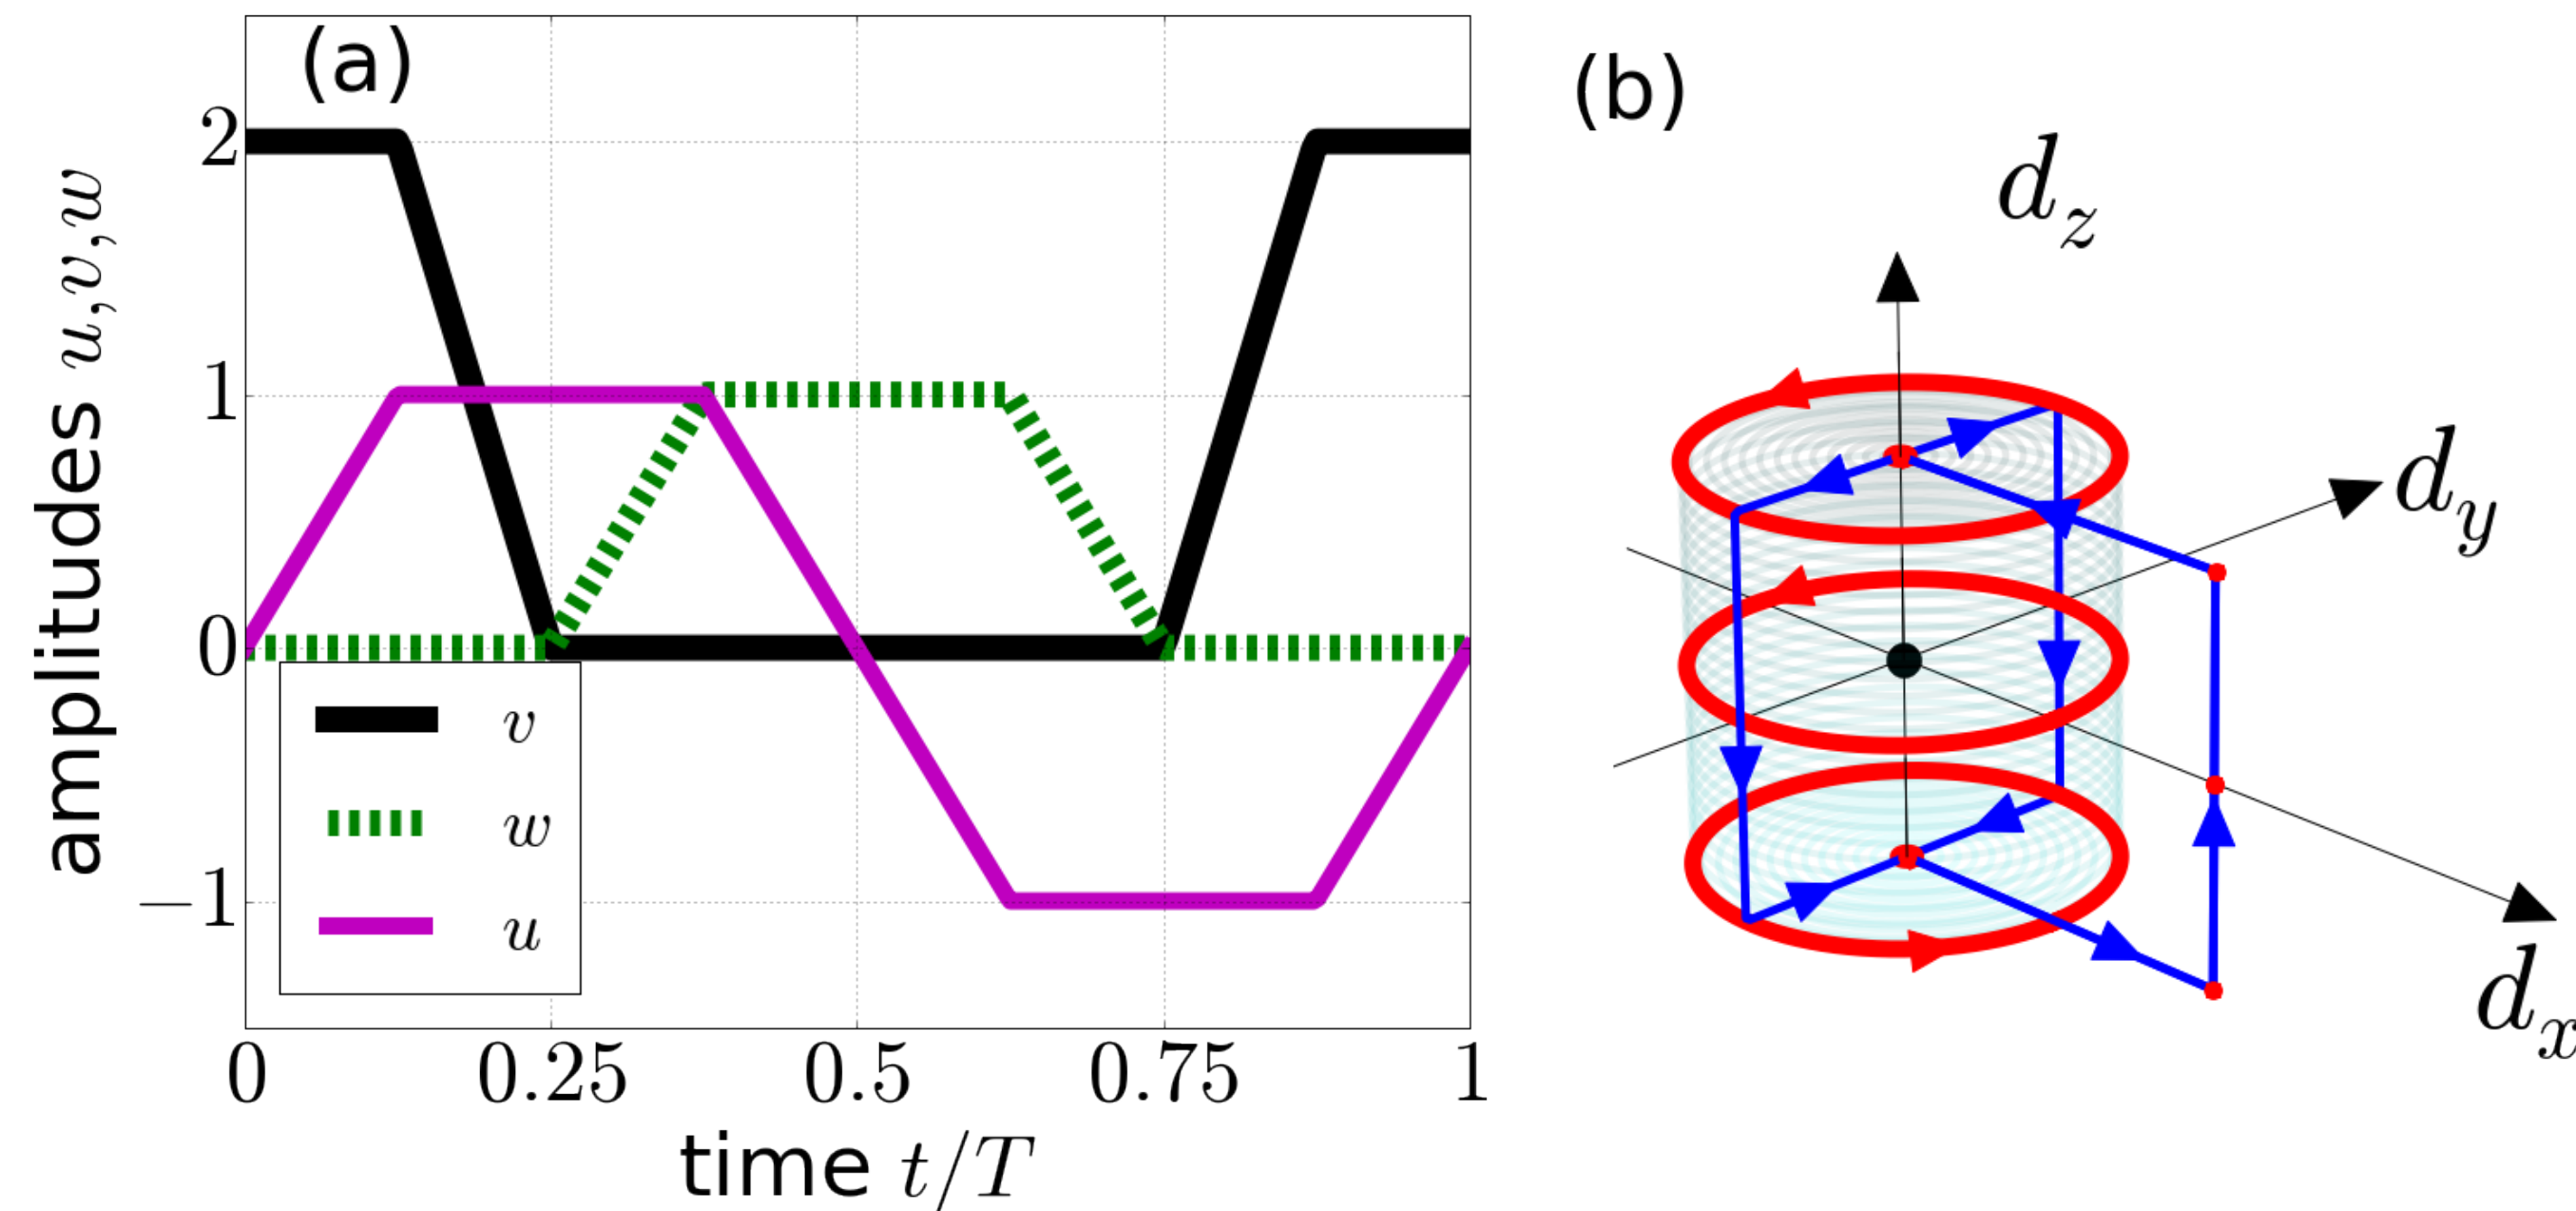 (a)
amplitudes u,v,w
2
1
0
−1
v
w
u
0 0.25 0.5 0.75 1
time t/T
(b)
d_z
d_y
d_x